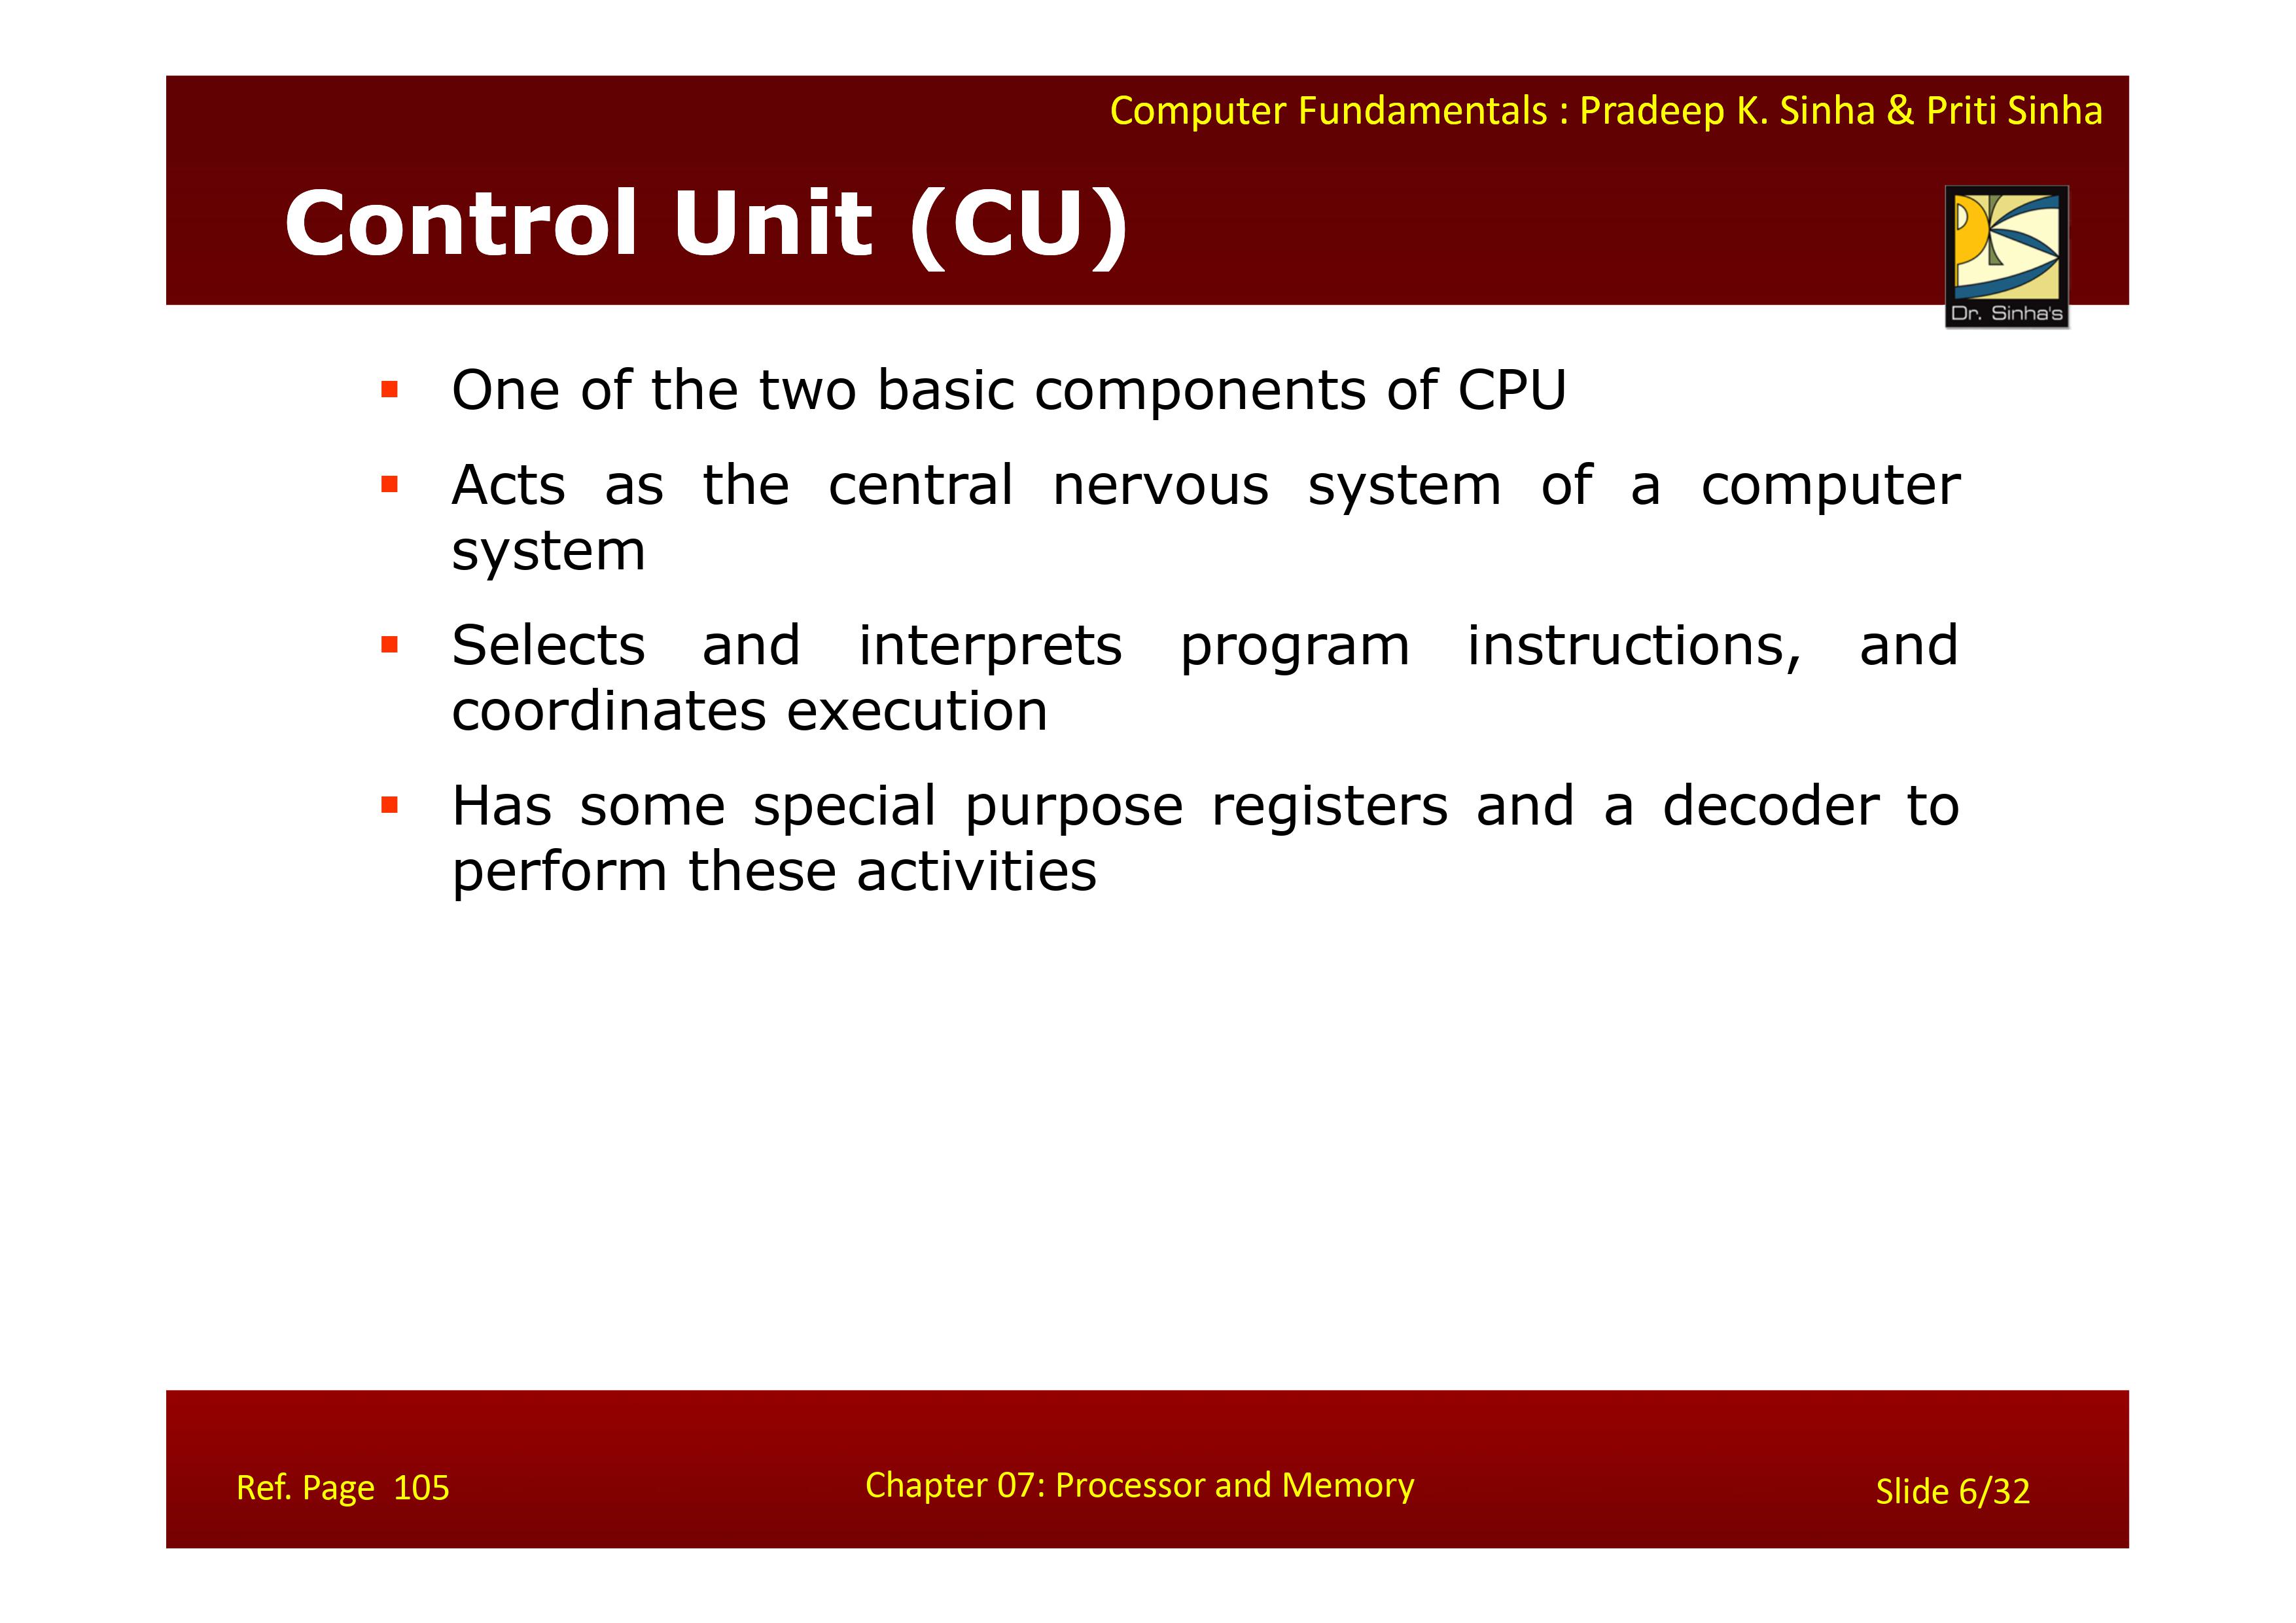 Computer Fundamentals : Pradeep K. Sinha & Priti Sinha
Control Unit (CU)
Dr. Sinha's
▪ One of the two basic components of CPU
▪ Acts as the central nervous system of a computer
system
▪ Selects and interprets program instructions, and
coordinates execution
▪ Has some special purpose registers and a decoder to
perform these activities
Ref. Page 105
Chapter 07: Processor and Memory
Slide 6/32